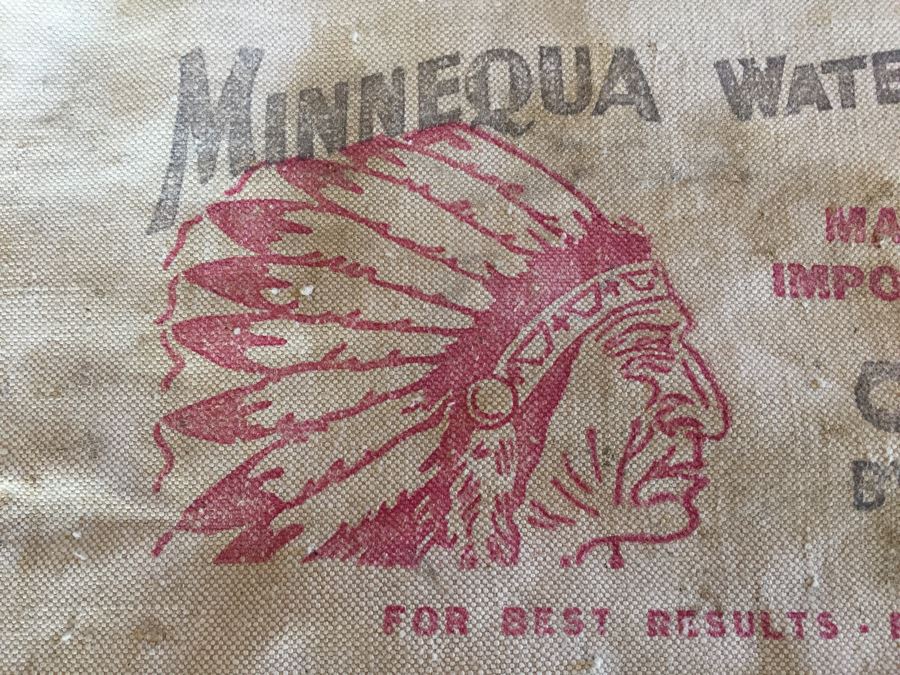 MINNEQUA WATE
MA
IMPO
FOR BEST RESULTS ·